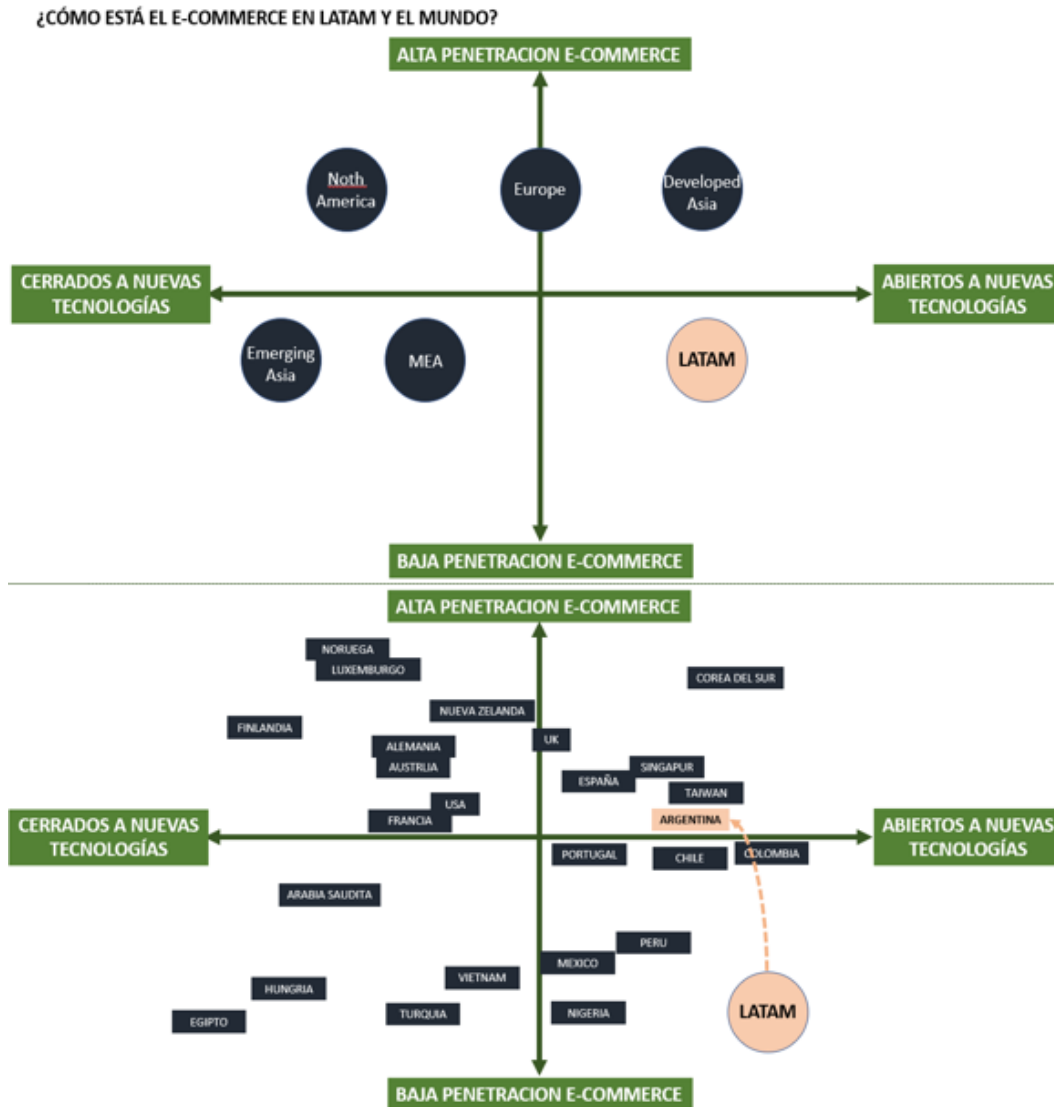 ¿CÓMO ESTÁ EL E-COMMERCE EN LATAM Y EL MUNDO?
ALTA PENETRACION E-COMMERCE
Noth
America
Europe
Developed
Asia
CERRADOS A NUEVAS
TECNOLOGÍAS
ABIERTOS A NUEVAS
TECNOLOGÍAS
Emerging
Asia
MEA
LATAM
BAJA PENETRACION E-COMMERCE
ALTA PENETRACION E-COMMERCE
NORUEGA
LUXEMBURGO
COREA DEL SUR
NUEVA ZELANDA
FINLANDIA
UK
ALEMANIA
AUSTRLIA
SINGAPUR
ESPAÑA
TAIWAN
USA
FRANCIA
ARGENTINA
CERRADOS A NUEVAS
TECNOLOGÍAS
ABIERTOS A NUEVAS
TECNOLOGÍAS
PORTUGAL
CHILE
COLOMBIA
ARABIA SAUDITA
PERU
MEXICO
VIETNAM
HUNGRIA
TURQUIA
NIGERIA
LATAM
EGIPTO
BAJA PENETRACION E-COMMERCE